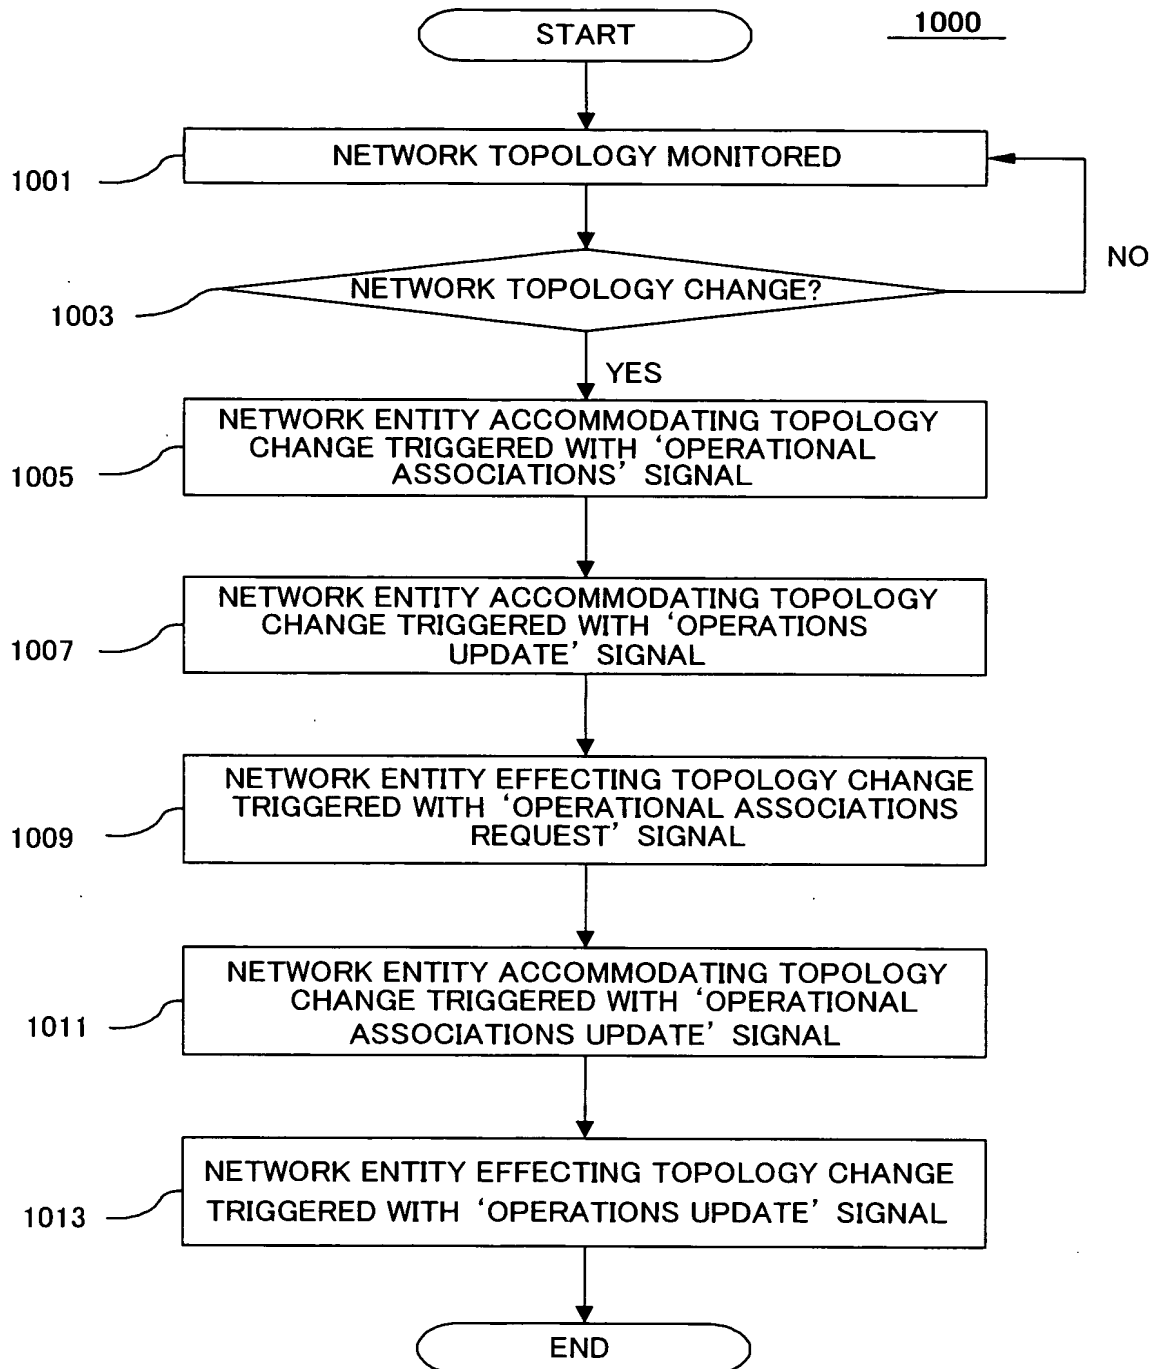 START
1000
NETWORK TOPOLOGY MONITORED
1001
NO
NETWORK TOPOLOGY CHANGE?
1003
YES
NETWORK ENTITY ACCOMMODATING TOPOLOGY
CHANGE TRIGGERED WITH ‘OPERATIONAL
ASSOCIATIONS’ SIGNAL
1005
NETWORK ENTITY ACCOMMODATING TOPOLOGY
CHANGE TRIGGERED WITH ‘OPERATIONS
UPDATE’ SIGNAL
1007
NETWORK ENTITY EFFECTING TOPOLOGY CHANGE
TRIGGERED WITH ‘OPERATIONAL ASSOCIATIONS
REQUEST’ SIGNAL
1009
NETWORK ENTITY ACCOMMODATING TOPOLOGY
CHANGE TRIGGERED WITH ‘OPERATIONAL
ASSOCIATIONS UPDATE’ SIGNAL
1011
NETWORK ENTITY EFFECTING TOPOLOGY CHANGE
TRIGGERED WITH ‘OPERATIONS UPDATE’ SIGNAL
1013
END